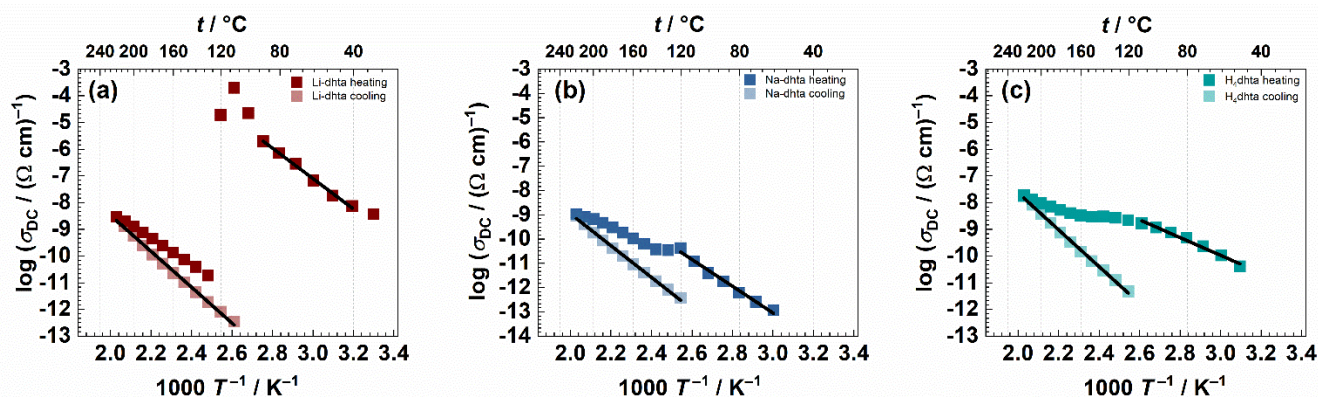 t / °C
240 200 160 120 80 40
-3
(a)
Li-dhta heating
Li-dhta cooling
-4
-5
-6
-7
-8
-9
-10
-11
-12
-13
log (σDC / (Ω cm)⁻¹
2.0 2.2 2.4 2.6 2.8 3.0 3.2 3.4
1000 T⁻¹ / K⁻¹
t / °C
240 200 160 120 80 40
-3
(b)
Na-dhta heating
Na-dhta cooling
-4
-5
-6
-7
-8
-9
-10
-11
-12
-13
-14
log (σDC / (Ω cm)⁻¹
2.0 2.2 2.4 2.6 2.8 3.0 3.2 3.4
1000 T⁻¹ / K⁻¹
t / °C
240 200 160 120 80 40
-3
(c)
H₄dhta heating
H₄dhta cooling
-4
-5
-6
-7
-8
-9
-10
-11
-12
-13
log (σDC / (Ω cm)⁻¹
2.0 2.2 2.4 2.6 2.8 3.0 3.2 3.4
1000 T⁻¹ / K⁻¹